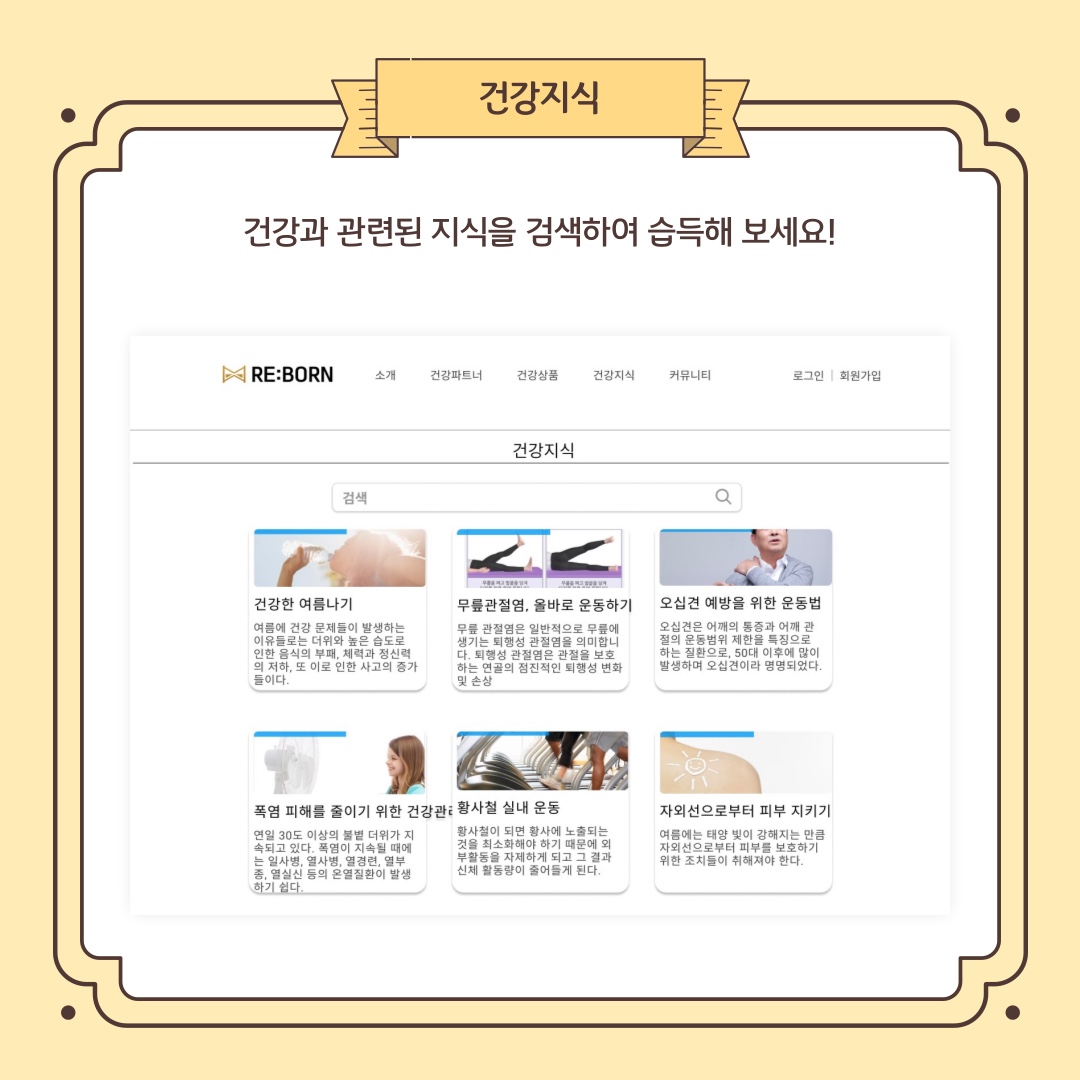 건강지식
건강과 관련된 지식을 검색하여 습득해 보세요!
RE:BORN
소개
건강파트너
건강상품
건강지식
커뮤니티
로그인 | 회원가입
건강지식
검색
건강한 여름나기
여름에 건강 문제들이 발생하는
이유들로는 더위와 높은 습도로
인한 음식의 부패, 체력과 정신력
의 저하, 또 이로 인한 사고의 증가
들이다.
무릎을 펴고 발끝을 당겨
무릎을 펴고 발끝을 당겨
무릎관절염, 올바로 운동하기
무릎 관절염은 일반적으로 무릎에
생기는 퇴행성 관절염을 의미합니
다. 퇴행성 관절염은 관절을 보호
하는 연골의 점진적인 퇴행성 변화
및 손상
오십견 예방을 위한 운동법
오십견은 어깨의 통증과 어깨 관
절의 운동범위 제한을 특징으로
하는 질환으로, 50대 이후에 많이
발생하며 오십견이라 명명되었다.
폭염 피해를 줄이기 위한 건강관리
연일 30도 이상의 불볕 더위가 지
속되고 있다. 폭염이 지속될 때에
는 일사병, 열사병, 열경련, 열부
종, 열실신 등의 온열질환이 발생
하기 쉽다.
황사철 실내 운동
황사철이 되면 황사에 노출되는
것을 최소화해야 하기 때문에 외
부활동을 자제하게 되고 그 결과
신체 활동량이 줄어들게 된다.
자외선으로부터 피부 지키기
여름에는 태양 빛이 강해지는 만큼
자외선으로부터 피부를 보호하기
위한 조치들이 취해져야 한다.